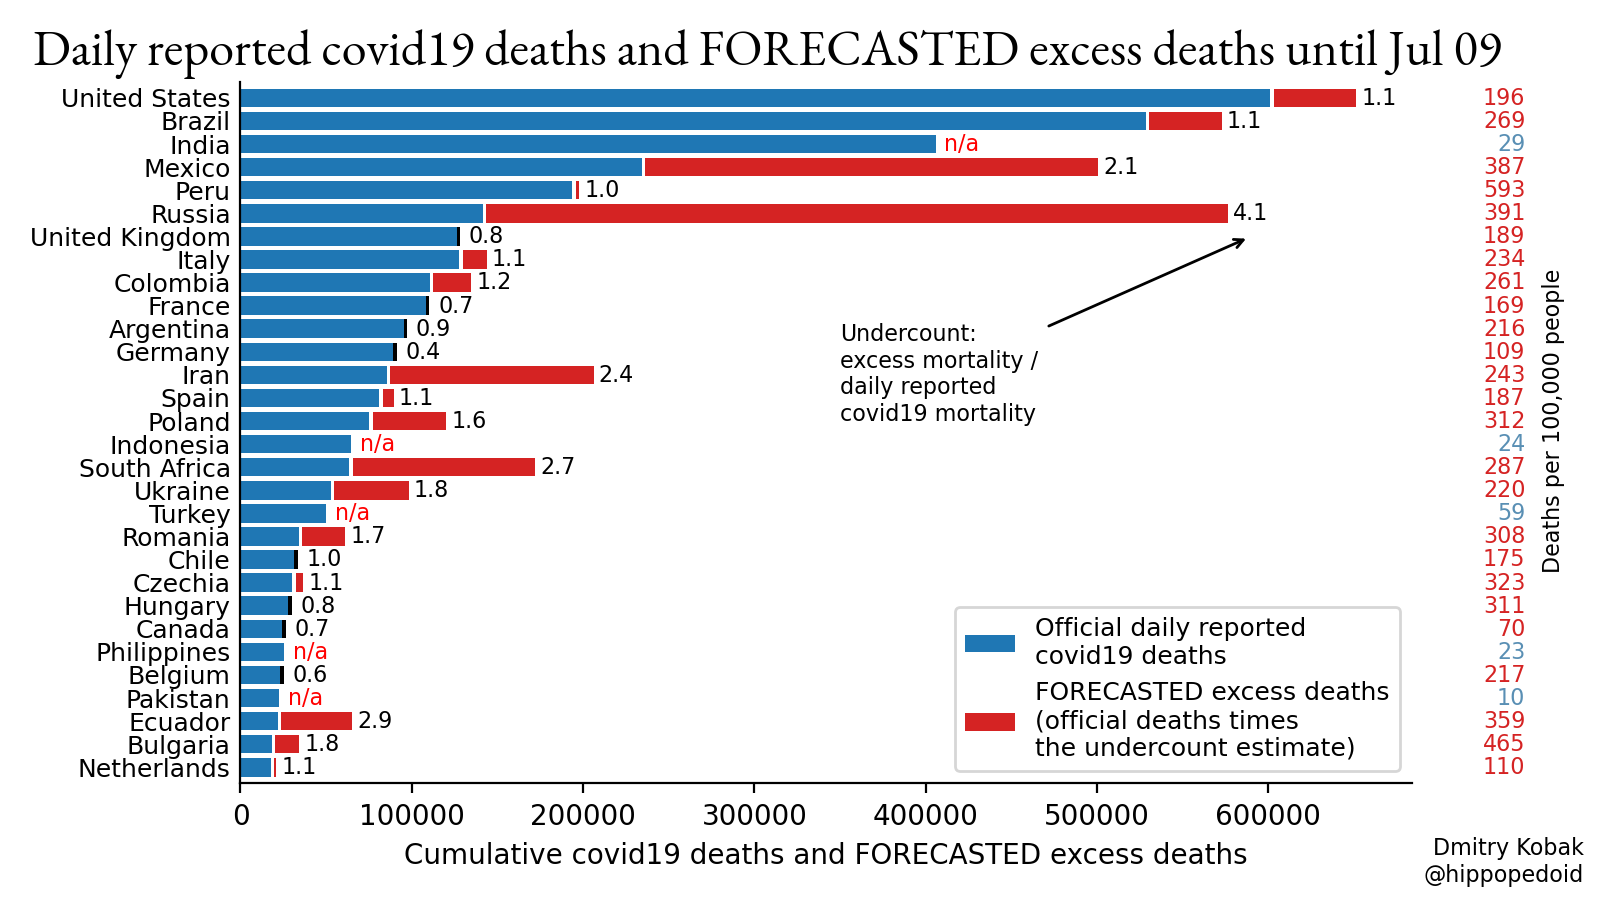 Daily reported covid19 deaths and FORECASTED excess deaths until Jul 09
United States 1.1 196
Brazil 1.1 269
India n/a 29
Mexico 2.1 387
Peru 1.0 593
Russia 4.1 391
United Kingdom 0.8 189
Italy 1.1 234
Colombia 1.2 261
France 0.7 169
Argentina 0.9 216
Germany 0.4 109
Iran 2.4 243
Spain 1.1 187
Poland 1.6 312
Indonesia n/a 24
South Africa 2.7 287
Ukraine 1.8 220
Turkey n/a 59
Romania 1.7 308
Chile 1.0 175
Czechia 1.1 323
Hungary 0.8 311
Canada 0.7 70
Philippines n/a 23
Belgium 0.6 217
Pakistan n/a 10
Ecuador 2.9 359
Bulgaria 1.8 465
Netherlands 1.1 110
Undercount:
excess mortality /
daily reported
covid19 mortality
Deaths per 100,000 people
Official daily reported
covid19 deaths
FORECASTED excess deaths
(official deaths times
the undercount estimate)
0 100000 200000 300000 400000 500000 600000
Cumulative covid19 deaths and FORECASTED excess deaths
Dmitry Kobak
@hippopedoid